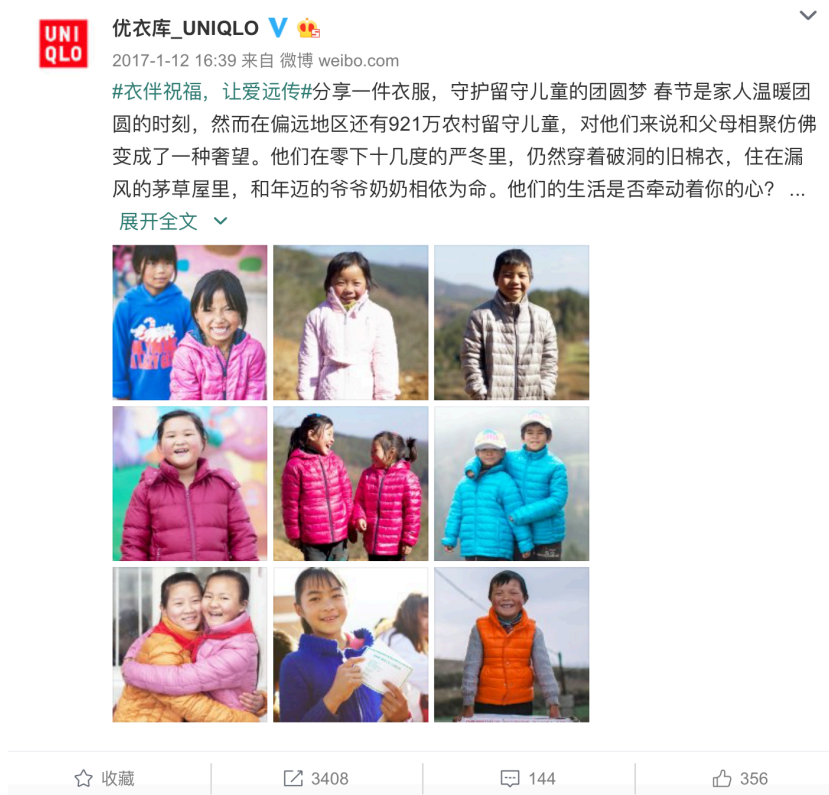 UNI
QLO
优衣库_UNIQLO
2017-1-12 16:39 来自 微博 weibo.com
#衣伴祝福，让爱远传#分享一件衣服，守护留守儿童的团圆梦 春节是家人温暖团
圆的时刻，然而在偏远地区还有921万农村留守儿童，对他们来说和父母相聚仿佛
变成了一种奢望。他们在零下十几度的严冬里，仍然穿着破洞的旧棉衣，住在漏
风的茅草屋里，和年迈的爷爷奶奶相依为命。他们的生活是否牵动着你的心？ ...
展开全文
收藏
3408
144
356